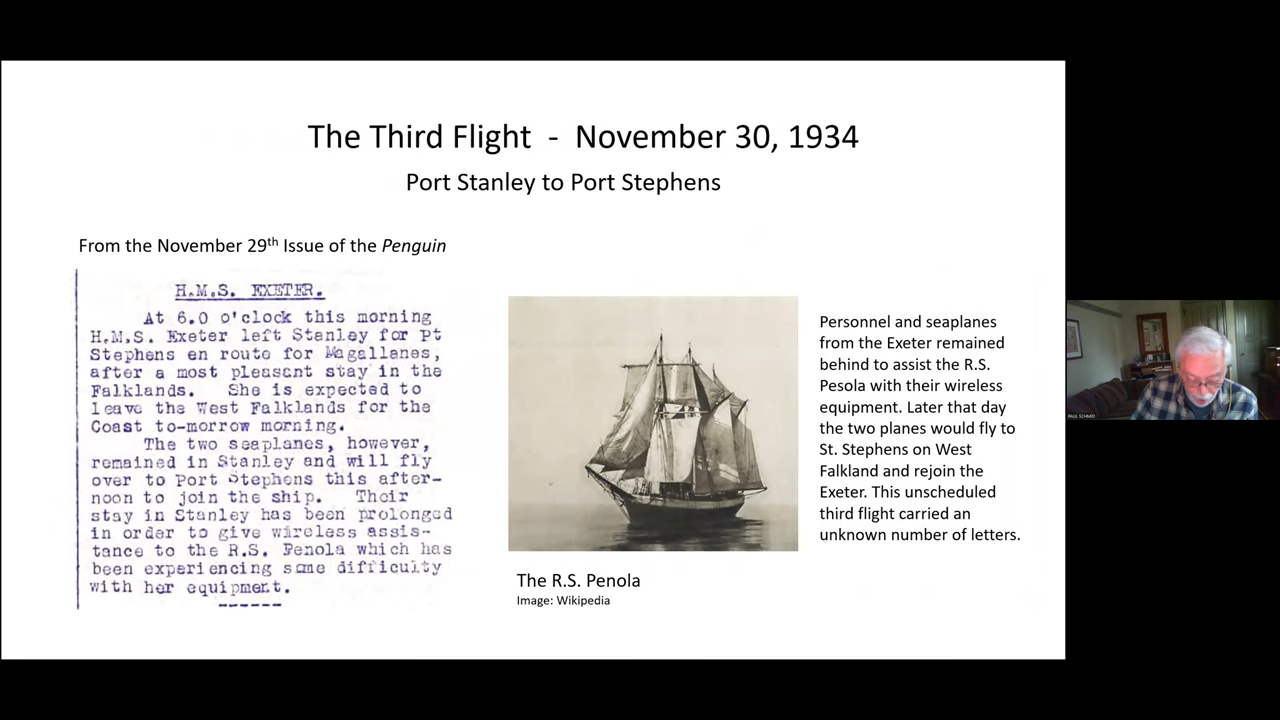 The Third Flight - November 30, 1934
Port Stanley to Port Stephens
From the November 29th Issue of the Penguin
H.M.S. EXETER.
At 6.0 o'clock this morning
H.M.S. Exeter left Stanley for Pt
Stephens en route for Magallanes,
after a most pleasant stay in the
Falklands. She is expected to
leave the West Falklands for the
Coast to-morrow morning.
The two seaplanes, however,
remained in Stanley and will fly
over to Port Stephens this after-
noon to join the ship. Their
stay in Stanley has been prolonged
in order to give wireless assis-
tance to the R.S. Penola which has
been experiencing some difficulty
with her equipment.
The R.S. Penola
Image: Wikipedia
Personnel and seaplanes
from the Exeter remained
behind to assist the R.S.
Pesola with their wireless
equipment. Later that day
the two planes would fly to
St. Stephens on West
Falkland and rejoin the
Exeter. This unscheduled
third flight carried an
unknown number of letters.
PAUL SCHMID